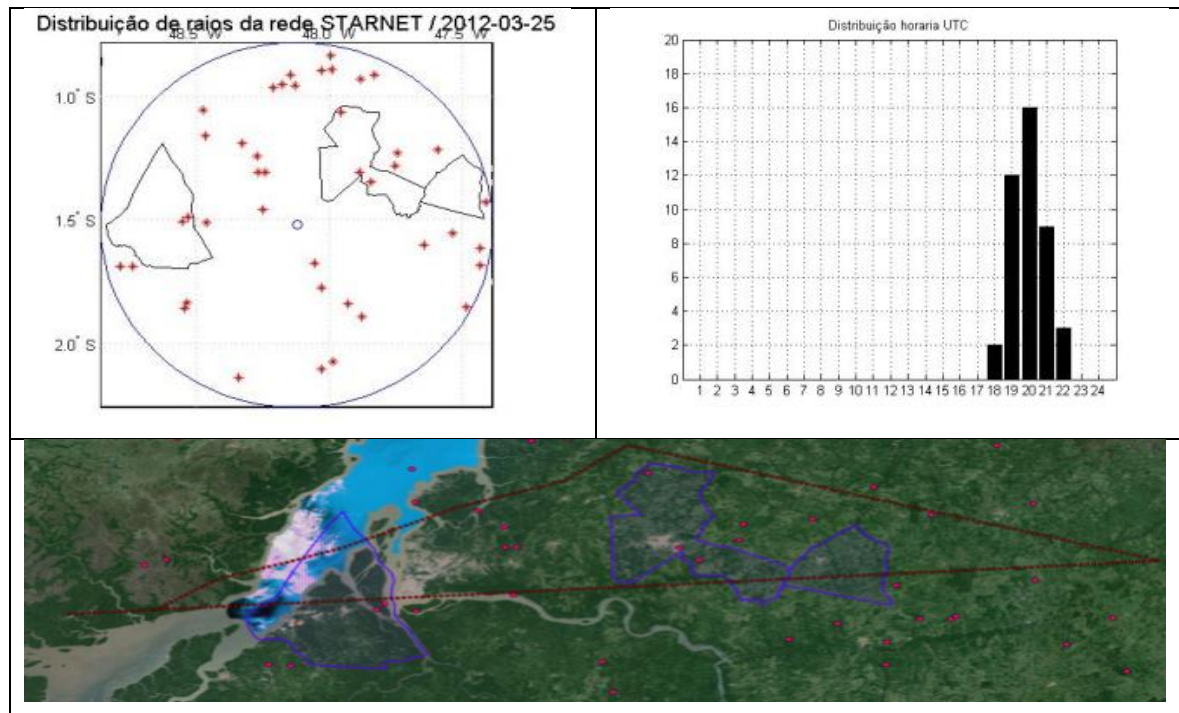 Distribuição de raios da rede STARNET / 2012-03-25
48.5° W
48.0° W
47.5° W
1.0° S
1.5° S
2.0° S
Distribuição horaria UTC
20
18
16
14
12
10
8
6
4
2
0
1 2 3 4 5 6 7 8 9 10 11 12 13 14 15 16 17 18 19 20 21 22 23 24